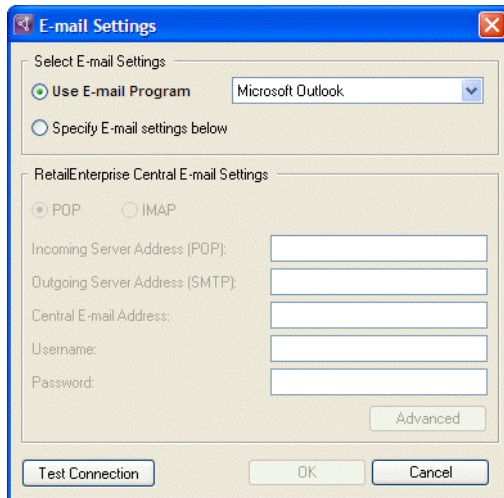 E-mail Settings
Select E-mail Settings
Use E-mail Program
Microsoft Outlook
Specify E-mail settings below
RetailEnterprise Central E-mail Settings
POP IMAP
Incoming Server Address (POP):
Outgoing Server Address (SMTP):
Central E-mail Address:
Username:
Password:
Advanced
Test Connection OK Cancel